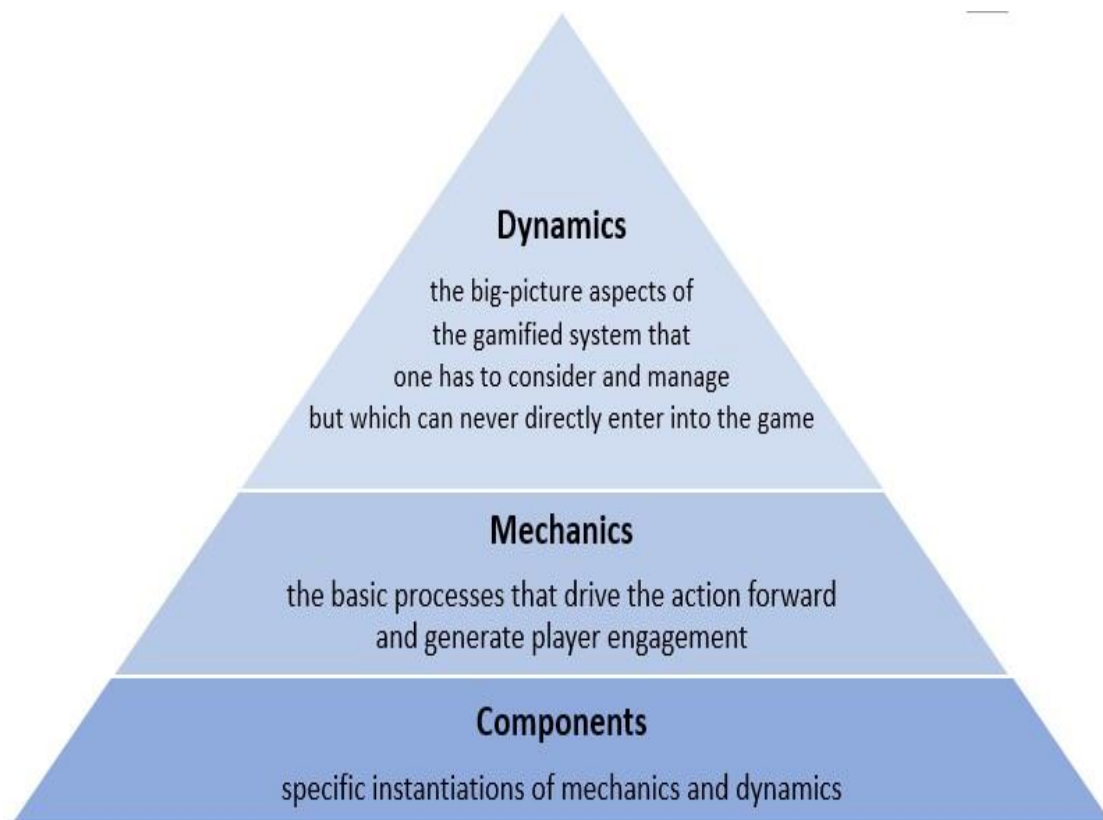 Dynamics
the big-picture aspects of
the gamified system that
one has to consider and manage
but which can never directly enter into the game
Mechanics
the basic processes that drive the action forward
and generate player engagement
Components
specific instantiations of mechanics and dynamics